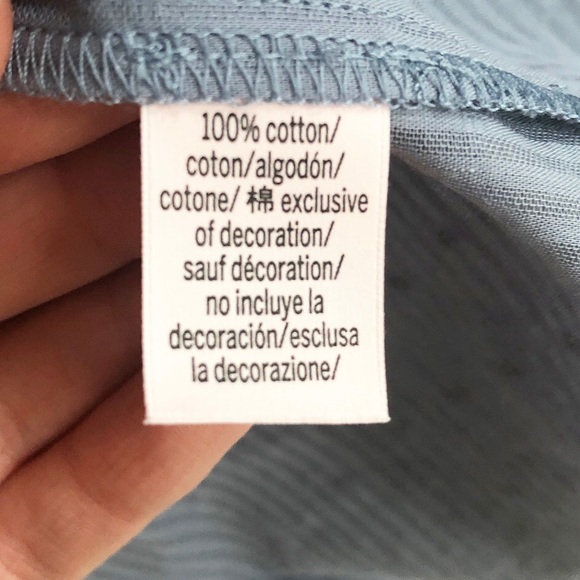 100% cotton/
coton/algodón/
cotone/ 棉 exclusive
of decoration/
sauf décoration/
no incluye la
decoración/esclusa
la decorazione/